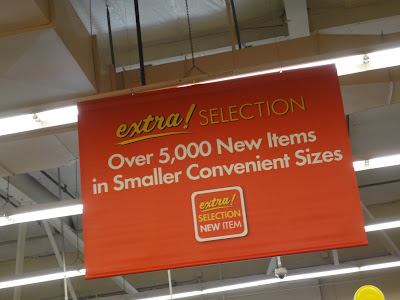 extra! SELECTION
Over 5,000 New Items
in Smaller Convenient Sizes
extra!
SELECTION
NEW ITEM